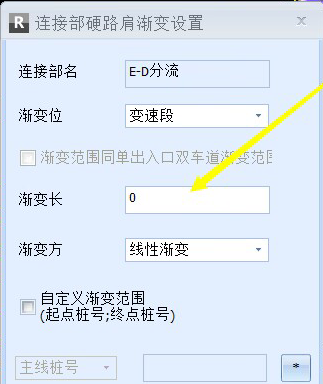 R 连接部硬路肩渐变设置 x
连接部名 E-D分流
渐变位 变速段
渐变范围同单出入口双车道渐变范围
渐变长 0
渐变方 线性渐变
自定义渐变范围
(起点桩号;终点桩号)
主线桩号 *